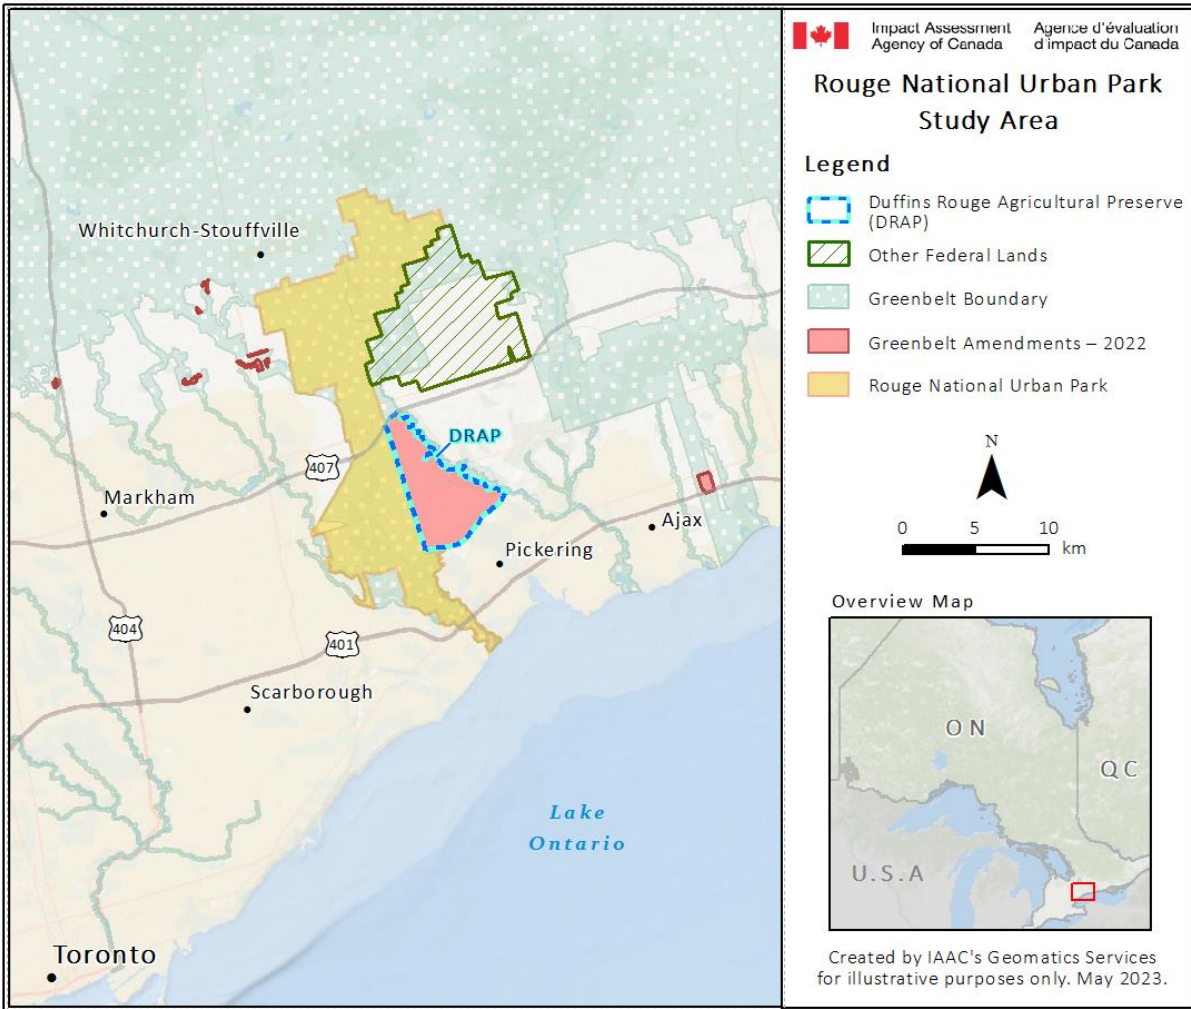 Impact Assessment
Agency of Canada
Agence d'évaluation
d'impact du Canada
Rouge National Urban Park
Study Area
Legend
Duffins Rouge Agricultural Preserve
(DRAP)
Other Federal Lands
Greenbelt Boundary
Greenbelt Amendments – 2022
Rouge National Urban Park
N
0 5 10
km
Overview Map
ON
QC
U.S.A
Created by IAAC's Geomatics Services
for illustrative purposes only. May 2023.
Whitchurch-Stouffville
DRAP
407
Markham
Ajax
Pickering
404
401
Scarborough
Lake
Ontario
Toronto